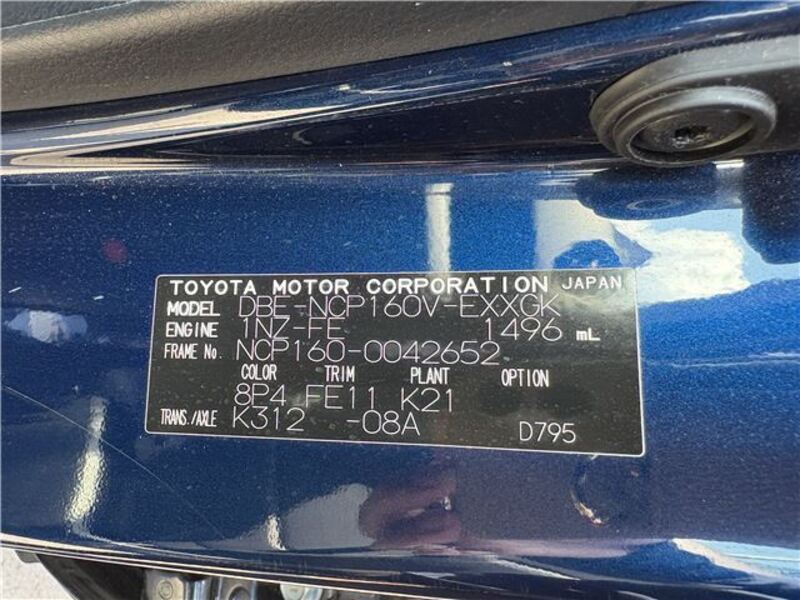 TOYOTA MOTOR CORPORATION JAPAN
MODEL DBE-NCP160V-EXXGK
ENGINE 1NZ-FE 1496 mL
FRAME No. NCP160-0042652
COLOR TRIM PLANT OPTION
8P4 FE11 K21
TRANS./AXLE K312 -08A D795